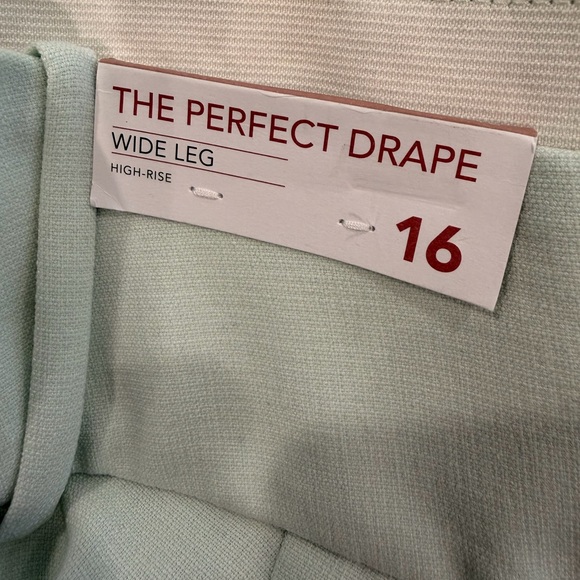 THE PERFECT DRAPE
WIDE LEG
HIGH-RISE
16